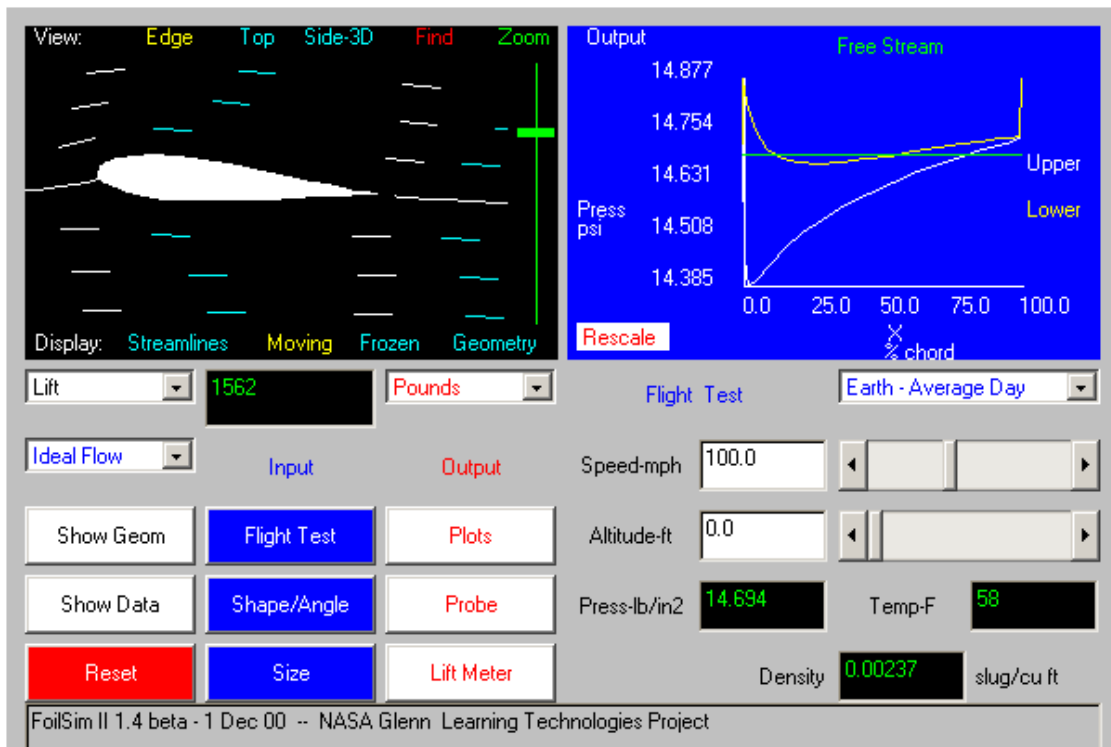 View: Edge Top Side-3D Find Zoom
Display: Streamlines Moving Frozen Geometry
Output
Free Stream
14.877
14.754
14.631
Upper
Press
psi
14.508
Lower
14.385
0.0 25.0 50.0 75.0 100.0
Rescale
X
% chord
Lift 1562 Pounds
Flight Test Earth - Average Day
Ideal Flow Input Output
Speed-mph 100.0
Show Geom Flight Test Plots
Altitude-ft 0.0
Show Data Shape/Angle Probe
Press-lb/in2 14.694 Temp-F 58
Reset Size Lift Meter
Density 0.00237 slug/cu ft
FoilSim II 1.4 beta - 1 Dec 00 -- NASA Glenn Learning Technologies Project